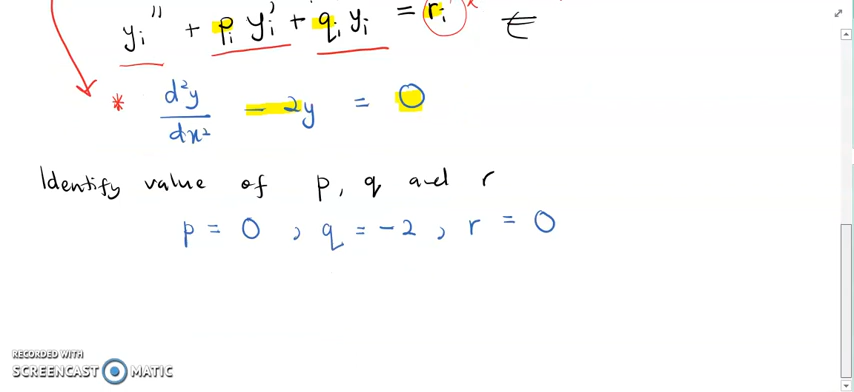 yᵢ'' + pᵢ yᵢ' + qᵢ yᵢ = rᵢ
* d²y/dx² - 2y = 0
Identify value of p, q and r
p = 0 , q = -2 , r = 0
RECORDED WITH
SCREENCAST MATIC